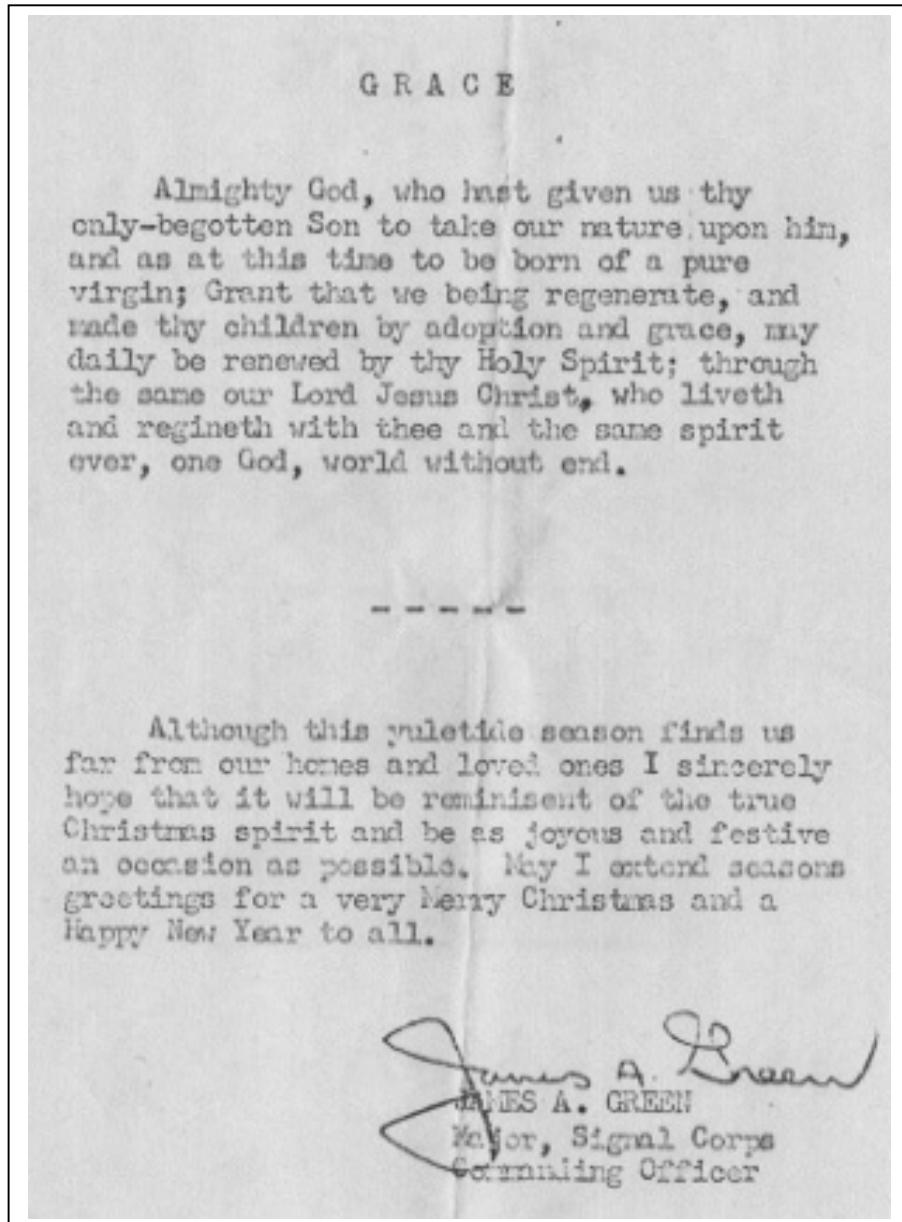 G R A C E
Almighty God, who hast given us thy
only-begotten Son to take our nature upon him,
and as at this time to be born of a pure
virgin; Grant that we being regenerate, and
made thy children by adoption and grace, may
daily be renewed by thy Holy Spirit; through
the same our Lord Jesus Christ, who liveth
and regineth with thee and the same spirit
ever, one God, world without end.
- - - - -
Although this yuletide season finds us
far from our homes and loved ones I sincerely
hope that it will be reminisent of the true
Christmas spirit and be as joyous and festive
an occasion as possible. May I extend seasons
greetings for a very Merry Christmas and a
Happy New Year to all.
James A. Green
JAMES A. GREEN
Major, Signal Corps
Commanding Officer